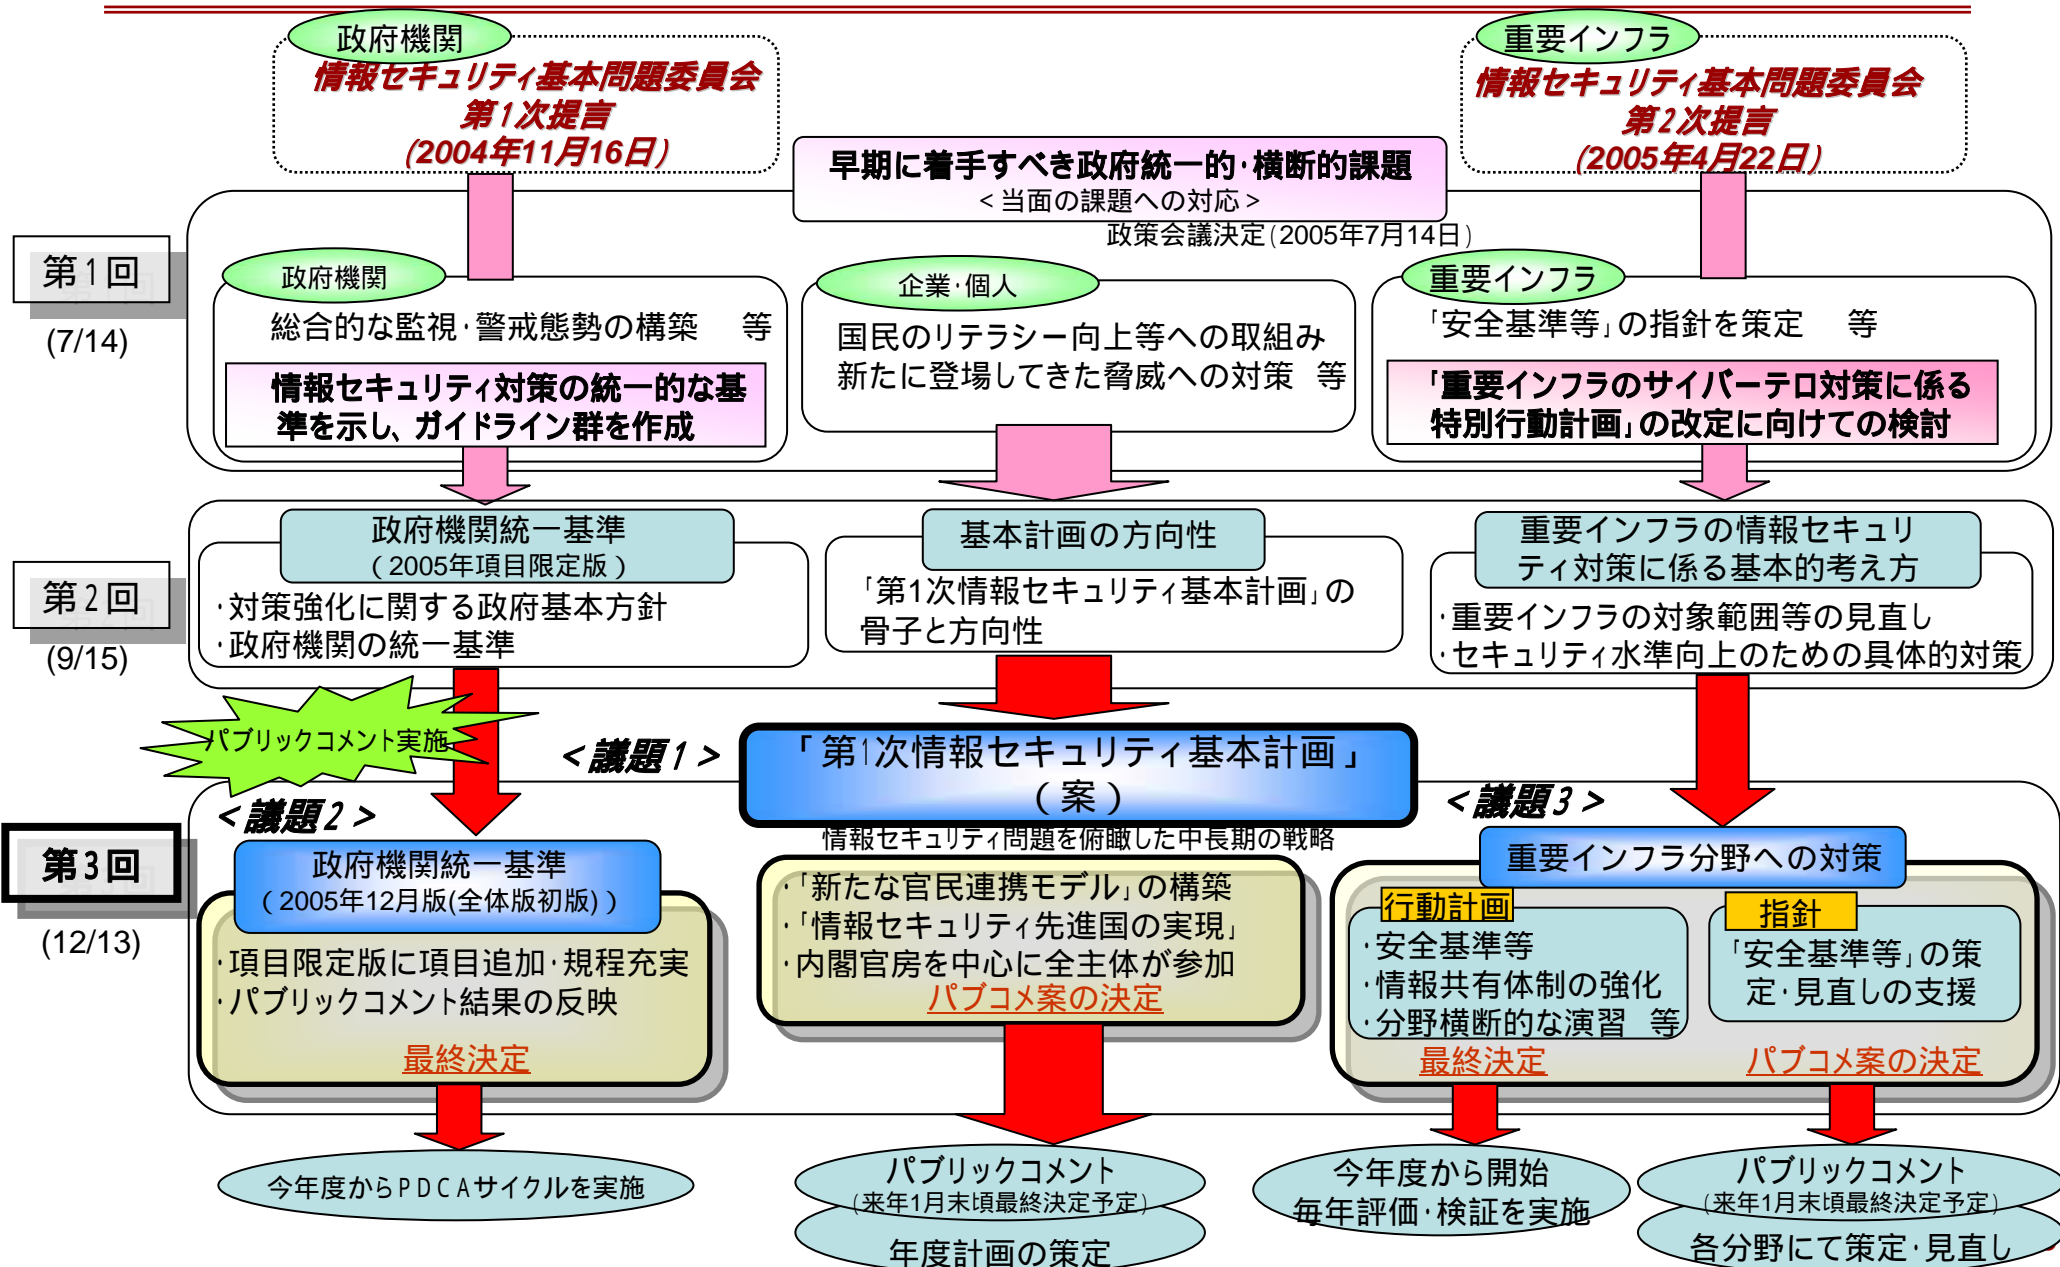 政府機関
情報セキュリティ基本問題委員会
第1次提言
(2004年11月16日)
重要インフラ
情報セキュリティ基本問題委員会
第2次提言
(2005年4月22日)
早期に着手すべき政府統一的・横断的課題
<当面の課題への対応>
政策会議決定(2005年7月14日)
第1回
(7/14)
政府機関
総合的な監視・警戒態勢の構築 等
情報セキュリティ対策の統一的な基
準を示し、ガイドライン群を作成
企業・個人
国民のリテラシー向上等への取組み
新たに登場してきた脅威への対策 等
重要インフラ
「安全基準等」の指針を策定 等
「重要インフラのサイバーテロ対策に係る
特別行動計画」の改定に向けての検討
第2回
(9/15)
政府機関統一基準
(2005年項目限定版)
・対策強化に関する政府基本方針
・政府機関の統一基準
基本計画の方向性
「第1次情報セキュリティ基本計画」の
骨子と方向性
重要インフラの情報セキュリ
ティ対策に係る基本的考え方
・重要インフラの対象範囲等の見直し
・セキュリティ水準向上のための具体的対策
パブリックコメント実施
第3回
(12/13)
<議題1>
「第1次情報セキュリティ基本計画」
(案)
情報セキュリティ問題を俯瞰した中長期の戦略
・「新たな官民連携モデル」の構築
・「情報セキュリティ先進国の実現」
・内閣官房を中心に全主体が参加
パブコメ案の決定
<議題2>
政府機関統一基準
(2005年12月版(全体版初版))
・項目限定版に項目追加・規程充実
・パブリックコメント結果の反映
最終決定
<議題3>
重要インフラ分野への対策
行動計画
・安全基準等
・情報共有体制の強化
・分野横断的な演習 等
最終決定
指針
「安全基準等」の策
定・見直しの支援
パブコメ案の決定
今年度からPDCAサイクルを実施
パブリックコメント
(来年1月末頃最終決定予定)
年度計画の策定
今年度から開始
毎年評価・検証を実施
パブリックコメント
(来年1月末頃最終決定予定)
各分野にて策定・見直し